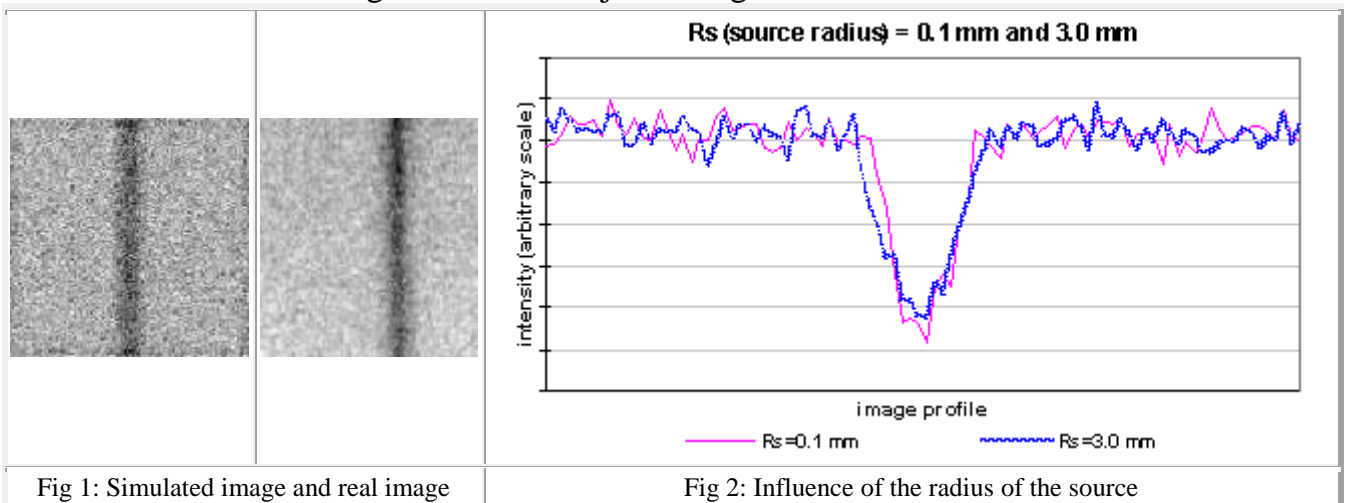 Rs (source radius) = 0.1 mm and 3.0 mm
intensity (arbitrary scale)
image profile
Rs=0.1 mm
Rs=3.0 mm
Fig 1: Simulated image and real image
Fig 2: Influence of the radius of the source